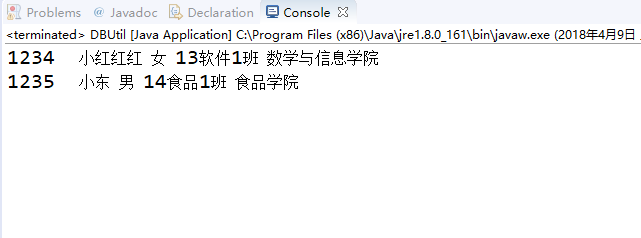 Problems @ Javadoc Declaration Console
<terminated> DBUtil [Java Application] C:\Program Files (x86)\Java\jre1.8.0_161\bin\javaw.exe (2018年4月9日
1234 小红红红 女 13软件1班 数学与信息学院
1235 小东 男 14食品1班 食品学院